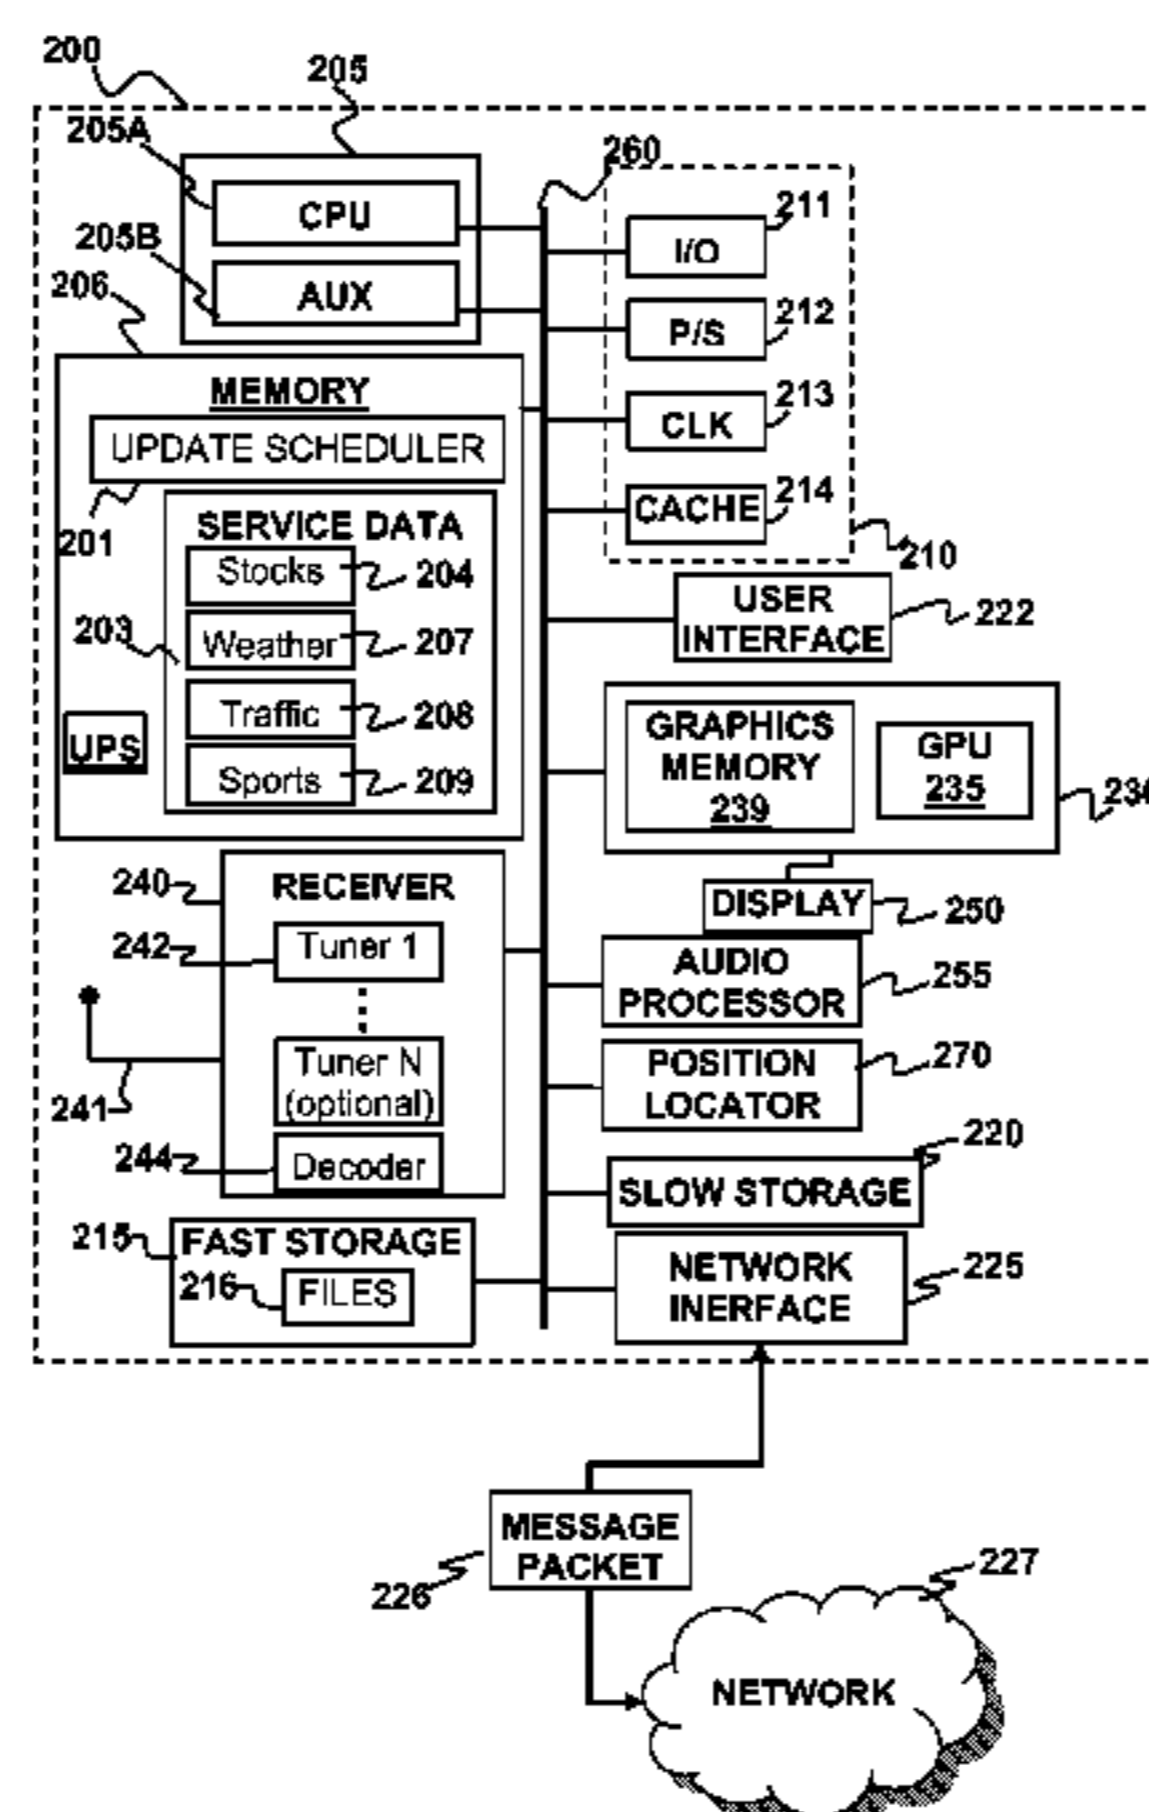 200
205
205A
260
CPU
211
I/O
205B
206
AUX
212
P/S
MEMORY
213
CLK
UPDATE SCHEDULER
214
CACHE
201
SERVICE DATA
210
Stocks
204
USER
INTERFACE
222
203
Weather
207
Traffic
208
GRAPHICS
MEMORY
239
GPU
235
UPS
Sports
209
240
RECEIVER
DISPLAY
250
242
Tuner 1
AUDIO
PROCESSOR
255
Tuner N
(optional)
POSITION
LOCATOR
270
241
244
Decoder
220
SLOW STORAGE
215
FAST STORAGE
216
FILES
NETWORK
INERFACE
225
MESSAGE
PACKET
226
227
NETWORK